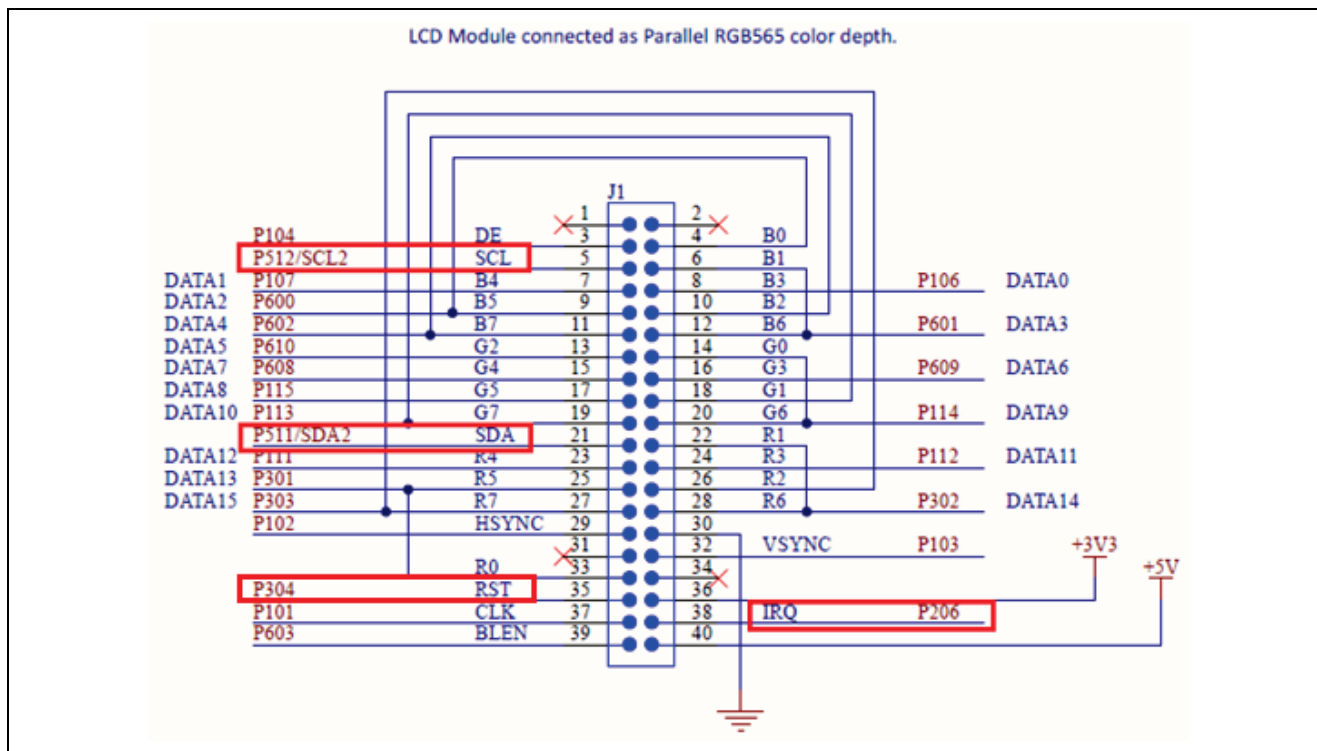 LCD Module connected as Parallel RGB565 color depth.
J1
1 2
P104 DE 3 4 B0
P512/SCL2 SCL 5 6 B1
DATA1 P107 B4 7 8 B3 P106 DATA0
DATA2 P600 B5 9 10 B2
DATA4 P602 B7 11 12 B6 P601 DATA3
DATA5 P610 G2 13 14 G0
DATA7 P608 G4 15 16 G3 P609 DATA6
DATA8 P115 G5 17 18 G1
DATA10 P113 G7 19 20 G6 P114 DATA9
P511/SDA2 SDA 21 22 R1
DATA12 P111 R4 23 24 R3 P112 DATA11
DATA13 P301 R5 25 26 R2
DATA15 P303 R7 27 28 R6 P302 DATA14
P102 HSYNC 29 30
31 32 VSYNC P103 +3V3
R0 33 34 +5V
P304 RST 35 36
P101 CLK 37 38 IRQ P206
P603 BLEN 39 40